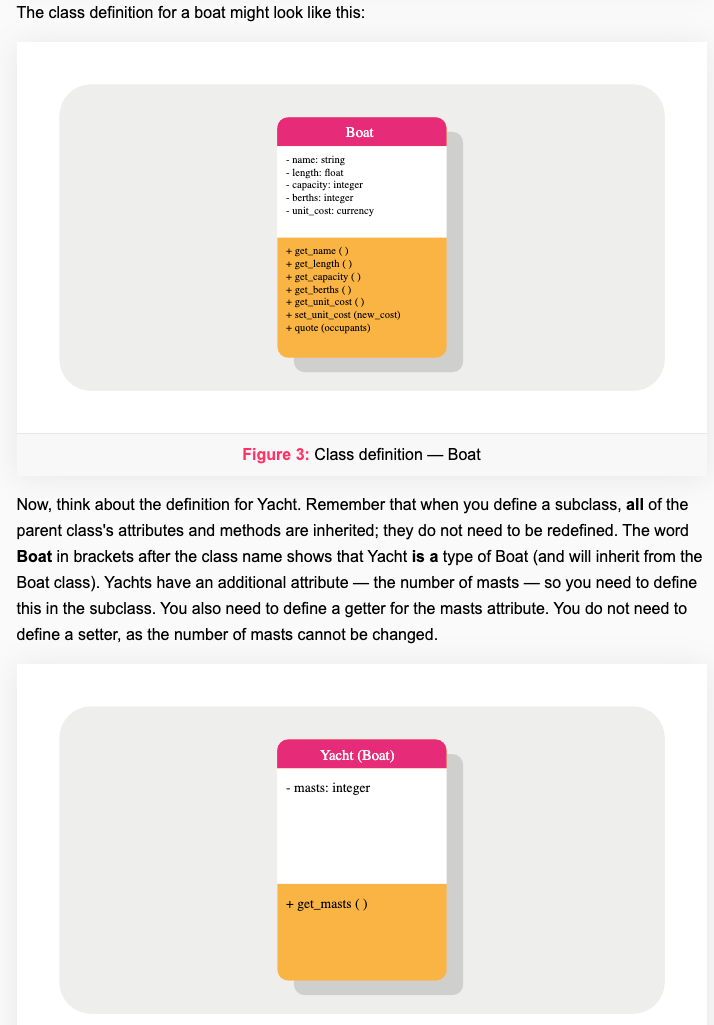 The class definition for a boat might look like this:
Boat
- name: string
- length: float
- capacity: integer
- berths: integer
- unit_cost: currency
+ get_name ( )
+ get_length ( )
+ get_capacity ( )
+ get_berths ( )
+ get_unit_cost ( )
+ set_unit_cost (new_cost)
+ quote (occupants)
Figure 3: Class definition — Boat
Now, think about the definition for Yacht. Remember that when you define a subclass, all of the
parent class's attributes and methods are inherited; they do not need to be redefined. The word
Boat in brackets after the class name shows that Yacht is a type of Boat (and will inherit from the
Boat class). Yachts have an additional attribute — the number of masts — so you need to define
this in the subclass. You also need to define a getter for the masts attribute. You do not need to
define a setter, as the number of masts cannot be changed.
Yacht (Boat)
- masts: integer
+ get_masts ( )